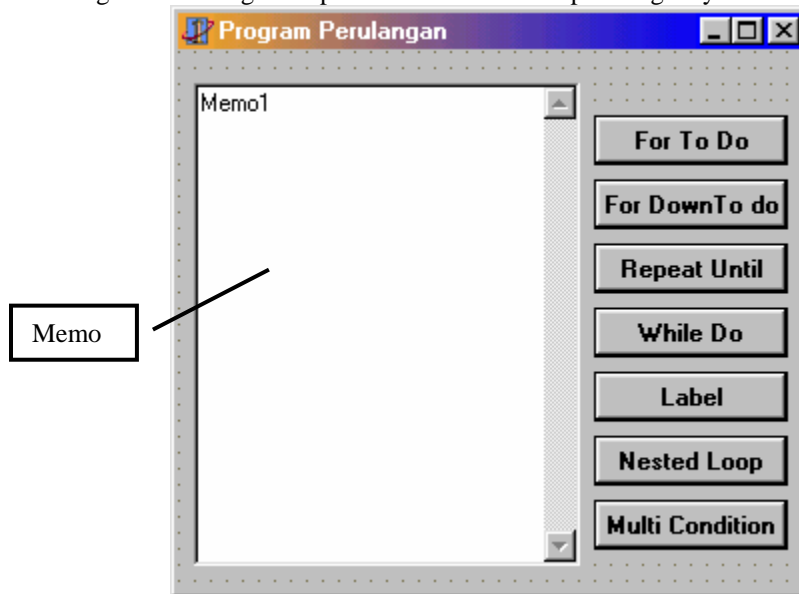 Program Perulangan
Memo1
For To Do
For DownTo do
Repeat Until
While Do
Label
Nested Loop
Multi Condition
Memo